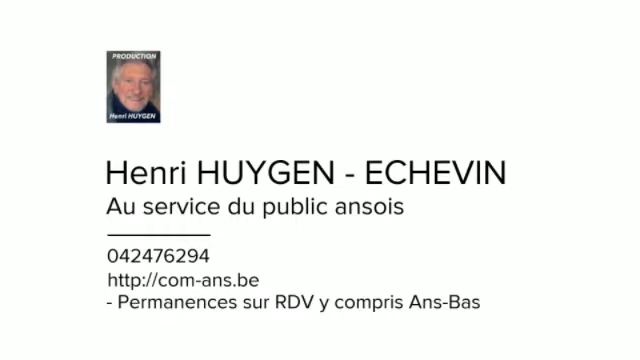 PRODUCTION
Henri HUYGEN
Henri HUYGEN - ECHEVIN
Au service du public ansois
042476294
http://com-ans.be
- Permanences sur RDV y compris Ans-Bas